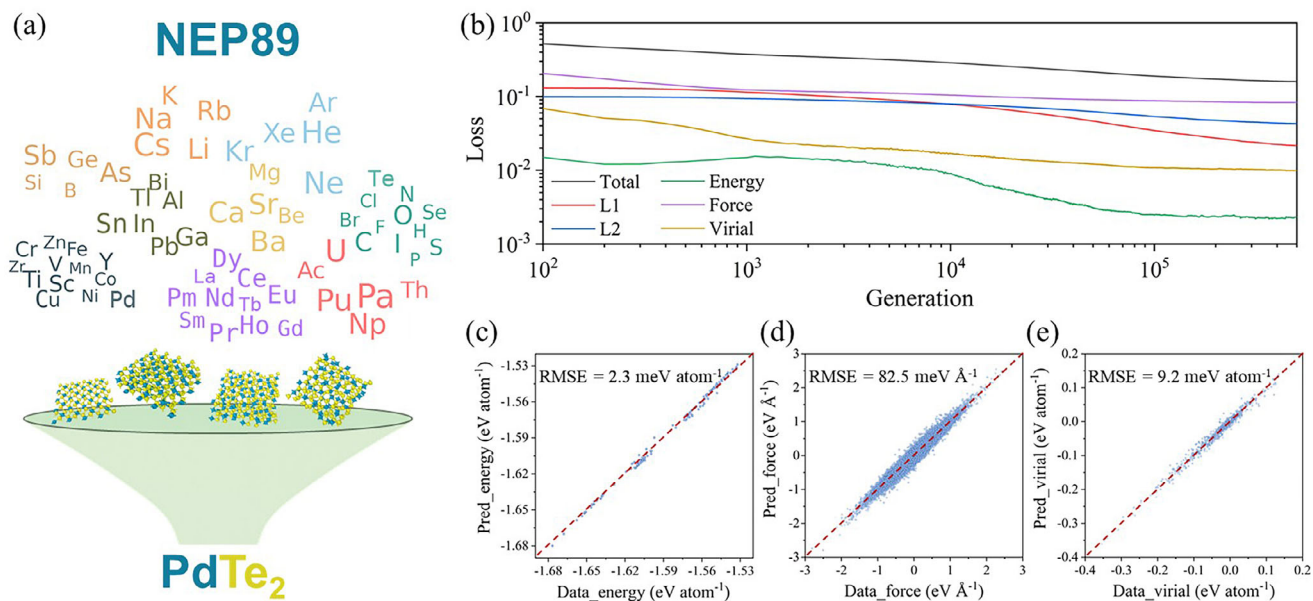 (a)
NEP89
K
Na
Rb
Ar
Cs
Li
Xe
He
Kr
Sb
Ge
As
Si
B
Mg
Ne
Bi
Tl
Al
Ca
Sr
Be
Te
Cl
N
Br
F
O
Se
H
Sn
In
Pb
Ga
Ba
U
C
I
S
P
Cr
Zn
Fe
Y
Zr
V
Mn
Co
Ti
Sc
Cu
Ni
Pd
Dy
La
Ce
Ac
Pm
Nd
Tb
Eu
Pu
Pa
Th
Sm
Pr
Ho
Gd
Np
PdTe2
(b)
Loss
10^0
10^-1
10^-2
10^-3
Total
L1
L2
Energy
Force
Virial
10^2
10^3
10^4
10^5
Generation
(c)
RMSE = 2.3 meV atom^-1
Pred_energy (eV atom^-1)
-1.53
-1.56
-1.59
-1.62
-1.65
-1.68
-1.68 -1.65 -1.62 -1.59 -1.56 -1.53
Data_energy (eV atom^-1)
(d)
RMSE = 82.5 meV Å^-1
Pred_force (eV Å^-1)
3
2
1
0
-1
-2
-3
-3 -2 -1 0 1 2 3
Data_force (eV Å^-1)
(e)
RMSE = 9.2 meV atom^-1
Pred_virial (eV atom^-1)
0.2
0.1
0.0
-0.1
-0.2
-0.3
-0.4
-0.4 -0.3 -0.2 -0.1 0.0 0.1 0.2
Data_virial (eV atom^-1)